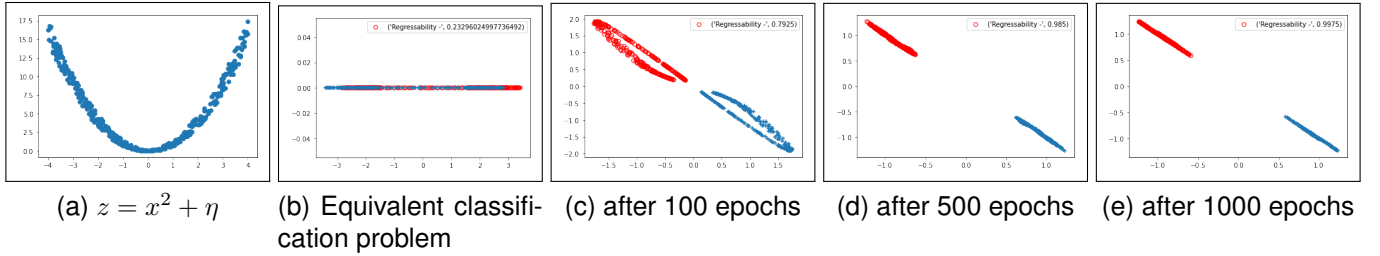 17.5
15.0
12.5
10.0
7.5
5.0
2.5
0.0
−4 −3 −2 −1 0 1 2 3 4
('Regressability -', 0.23296024997736492)
0.04
0.02
0.00
−0.02
−0.04
−3 −2 −1 0 1 2 3
('Regressability -', 0.7925)
2.0
1.5
1.0
0.5
0.0
−0.5
−1.0
−1.5
−2.0
−1.5 −1.0 −0.5 0.0 0.5 1.0 1.5
('Regressability -', 0.985)
1.0
0.5
0.0
−0.5
−1.0
−1.0 −0.5 0.0 0.5 1.0
('Regressability -', 0.9975)
1.0
0.5
0.0
−0.5
−1.0
−1.0 −0.5 0.0 0.5 1.0
(a) z = x² + η
(b) Equivalent classifi-
cation problem
(c) after 100 epochs
(d) after 500 epochs
(e) after 1000 epochs